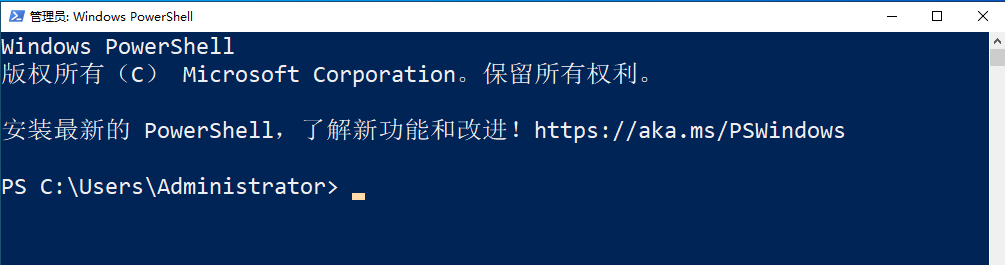 管理员: Windows PowerShell
Windows PowerShell
版权所有（C） Microsoft Corporation。保留所有权利。
安装最新的 PowerShell，了解新功能和改进！https://aka.ms/PSWindows
PS C:\Users\Administrator>